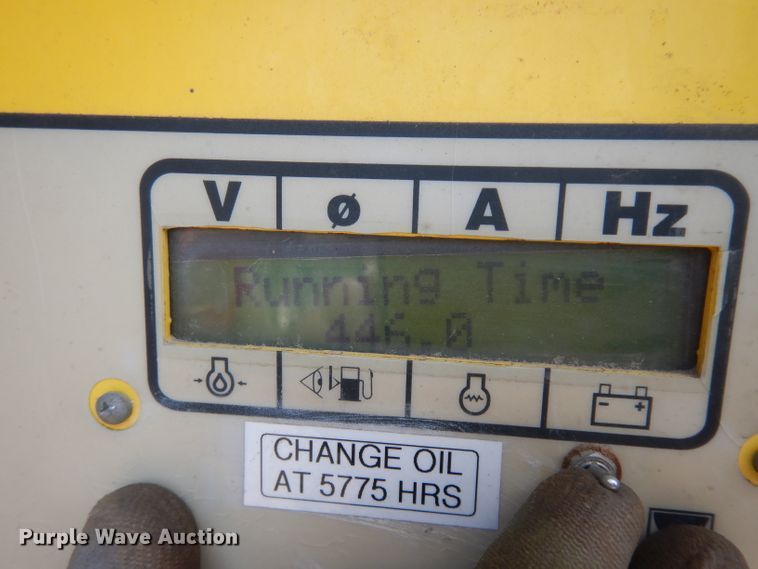 V ø A Hz
Running Time
446.0
CHANGE OIL
AT 5775 HRS
Purple Wave Auction